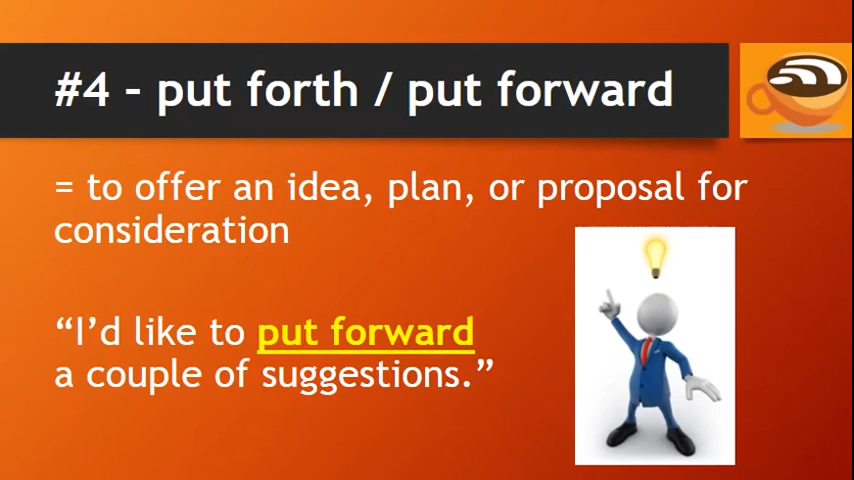 #4 – put forth / put forward
= to offer an idea, plan, or proposal for
consideration
“I’d like to put forward
a couple of suggestions.”